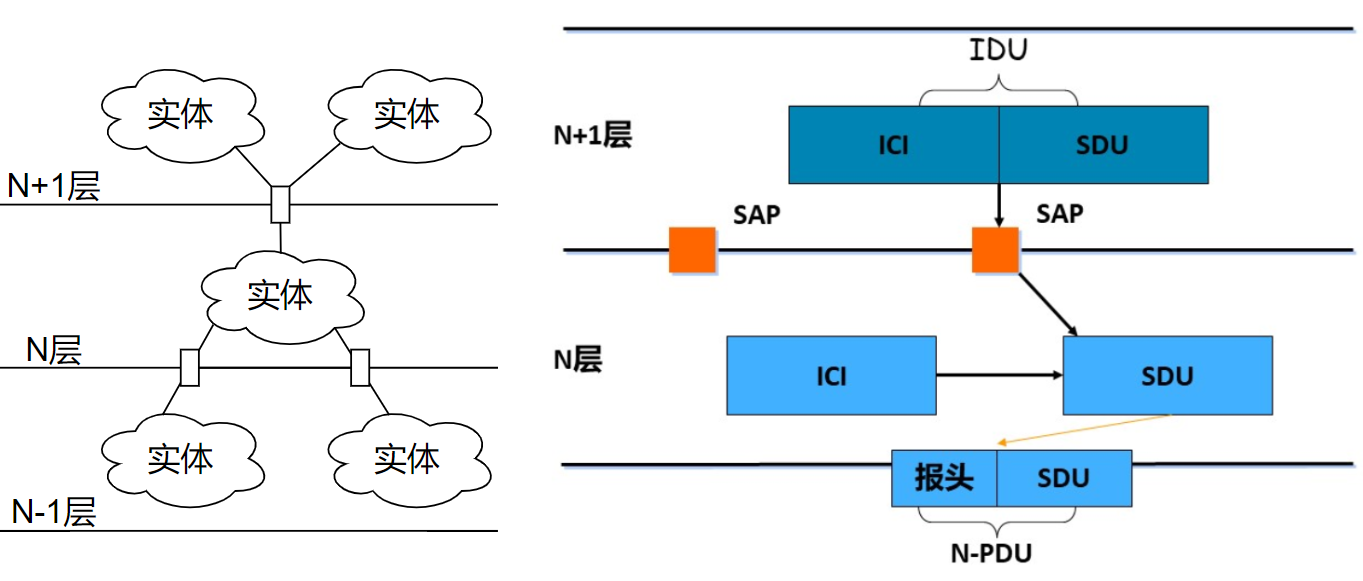 实体 实体
N+1层
实体
N层
实体 实体
N-1层
IDU
N+1层
ICI SDU
SAP SAP
N层
ICI SDU
报头 SDU
N-PDU